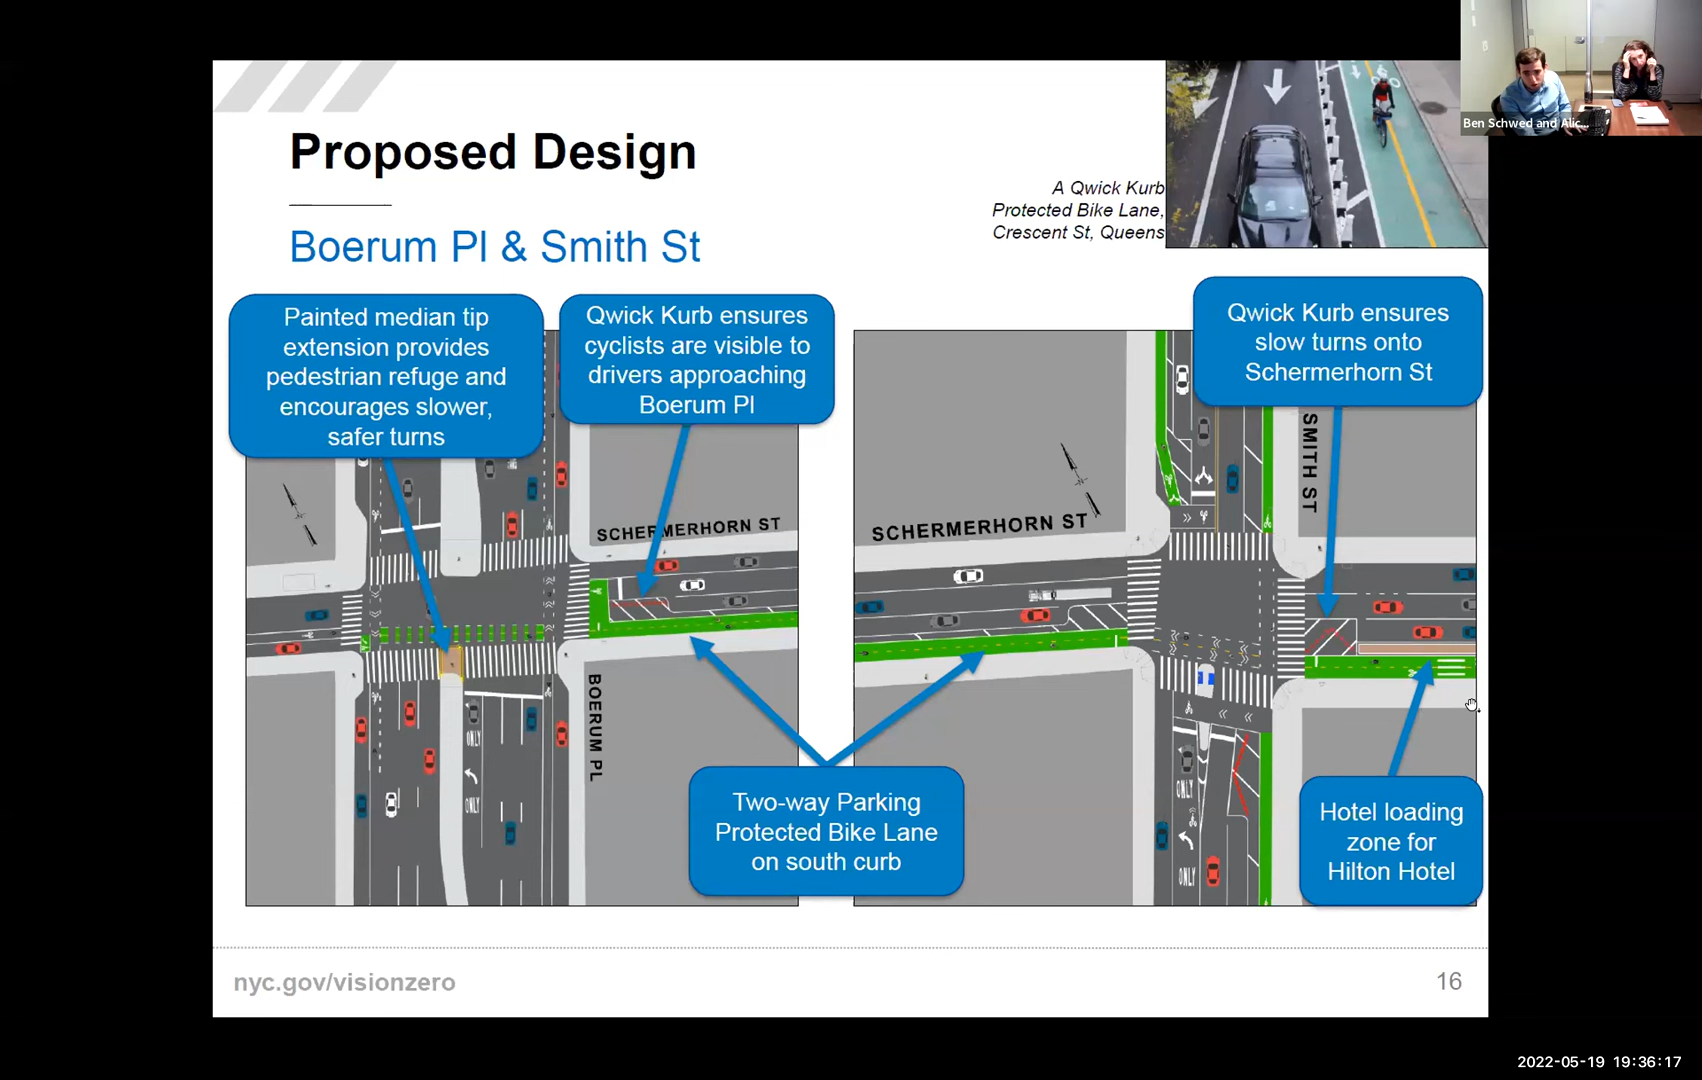 Proposed Design
Boerum Pl & Smith St
A Qwick Kurb
Protected Bike Lane,
Crescent St, Queens
Ben Schwed and Alic...
Painted median tip
extension provides
pedestrian refuge and
encourages slower,
safer turns
Qwick Kurb ensures
cyclists are visible to
drivers approaching
Boerum Pl
Qwick Kurb ensures
slow turns onto
Schermerhorn St
SCHERMERHORN ST
BOERUM PL
ONLY
ONLY
SCHERMERHORN ST
SMITH ST
ONLY
ONLY
Two-way Parking
Protected Bike Lane
on south curb
Hotel loading
zone for
Hilton Hotel
nyc.gov/visionzero
16
2022-05-19 19:36:17